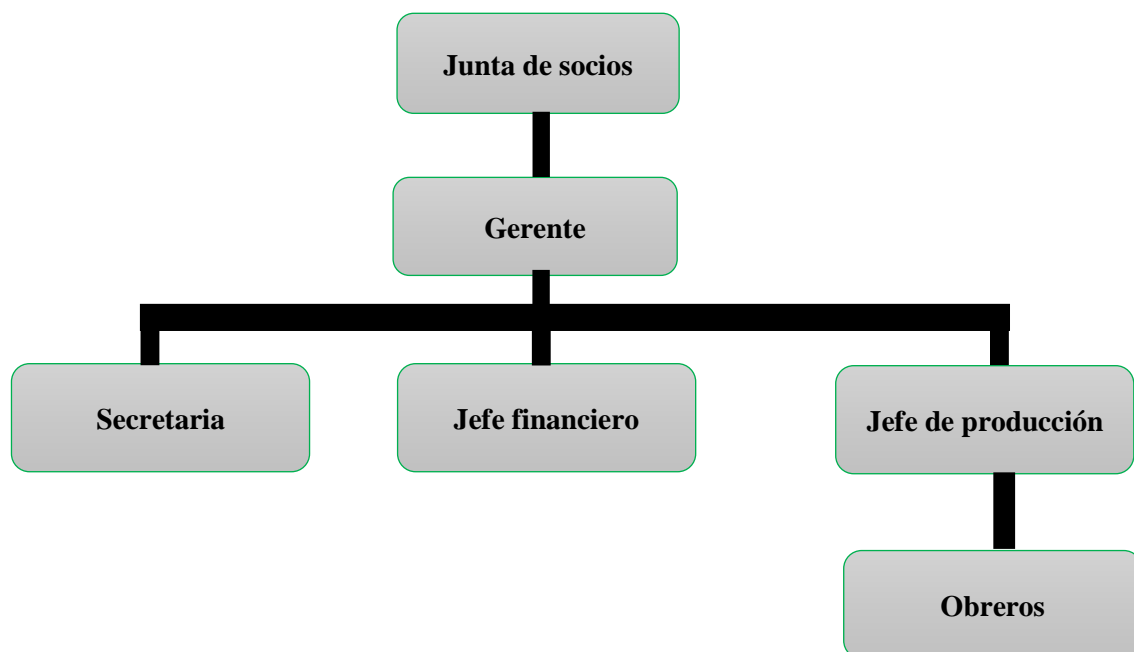 Junta de socios
Gerente
Secretaria
Jefe financiero
Jefe de producción
Obreros